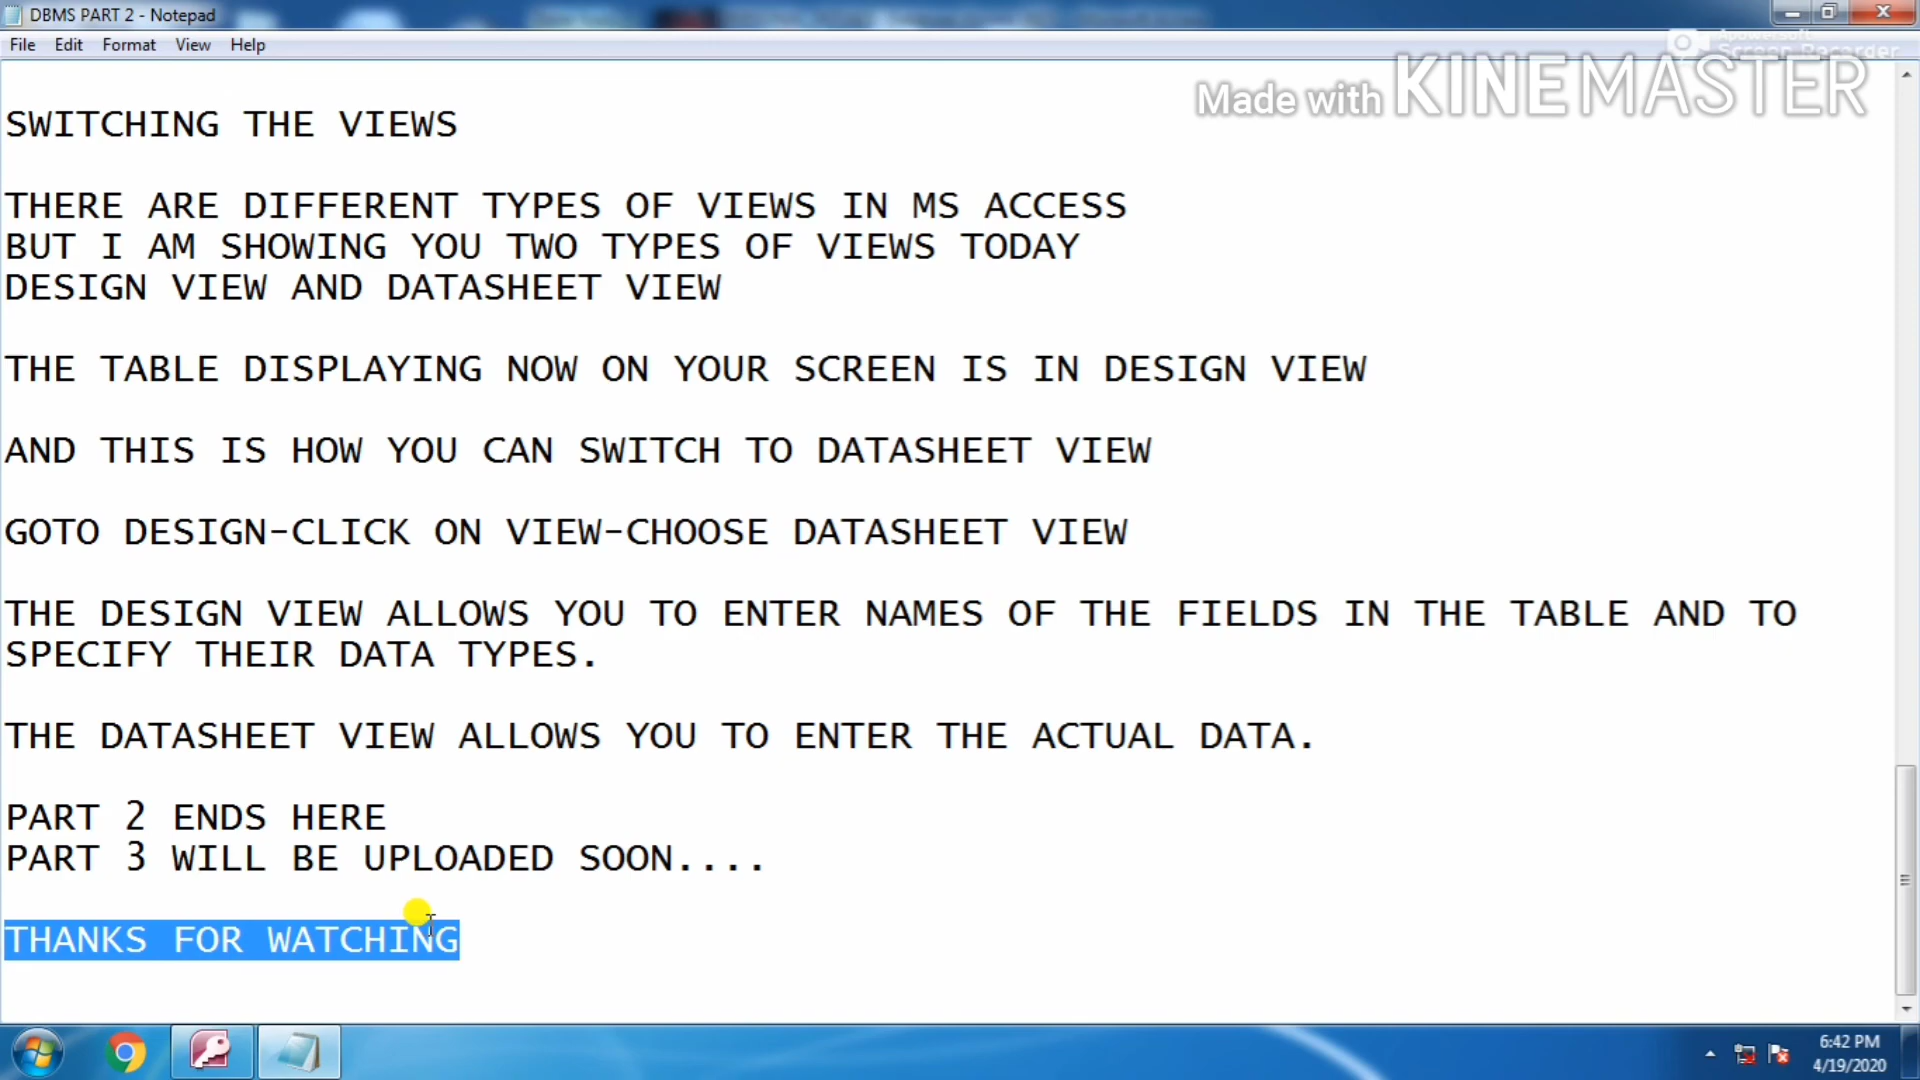 DBMS PART 2 - Notepad
File Edit Format View Help
Apowersoft
Screen Recorder
Made with KINEMASTER
SWITCHING THE VIEWS
THERE ARE DIFFERENT TYPES OF VIEWS IN MS ACCESS
BUT I AM SHOWING YOU TWO TYPES OF VIEWS TODAY
DESIGN VIEW AND DATASHEET VIEW
THE TABLE DISPLAYING NOW ON YOUR SCREEN IS IN DESIGN VIEW
AND THIS IS HOW YOU CAN SWITCH TO DATASHEET VIEW
GOTO DESIGN-CLICK ON VIEW-CHOOSE DATASHEET VIEW
THE DESIGN VIEW ALLOWS YOU TO ENTER NAMES OF THE FIELDS IN THE TABLE AND TO
SPECIFY THEIR DATA TYPES.
THE DATASHEET VIEW ALLOWS YOU TO ENTER THE ACTUAL DATA.
PART 2 ENDS HERE
PART 3 WILL BE UPLOADED SOON....
THANKS FOR WATCHING
6:42 PM
4/19/2020